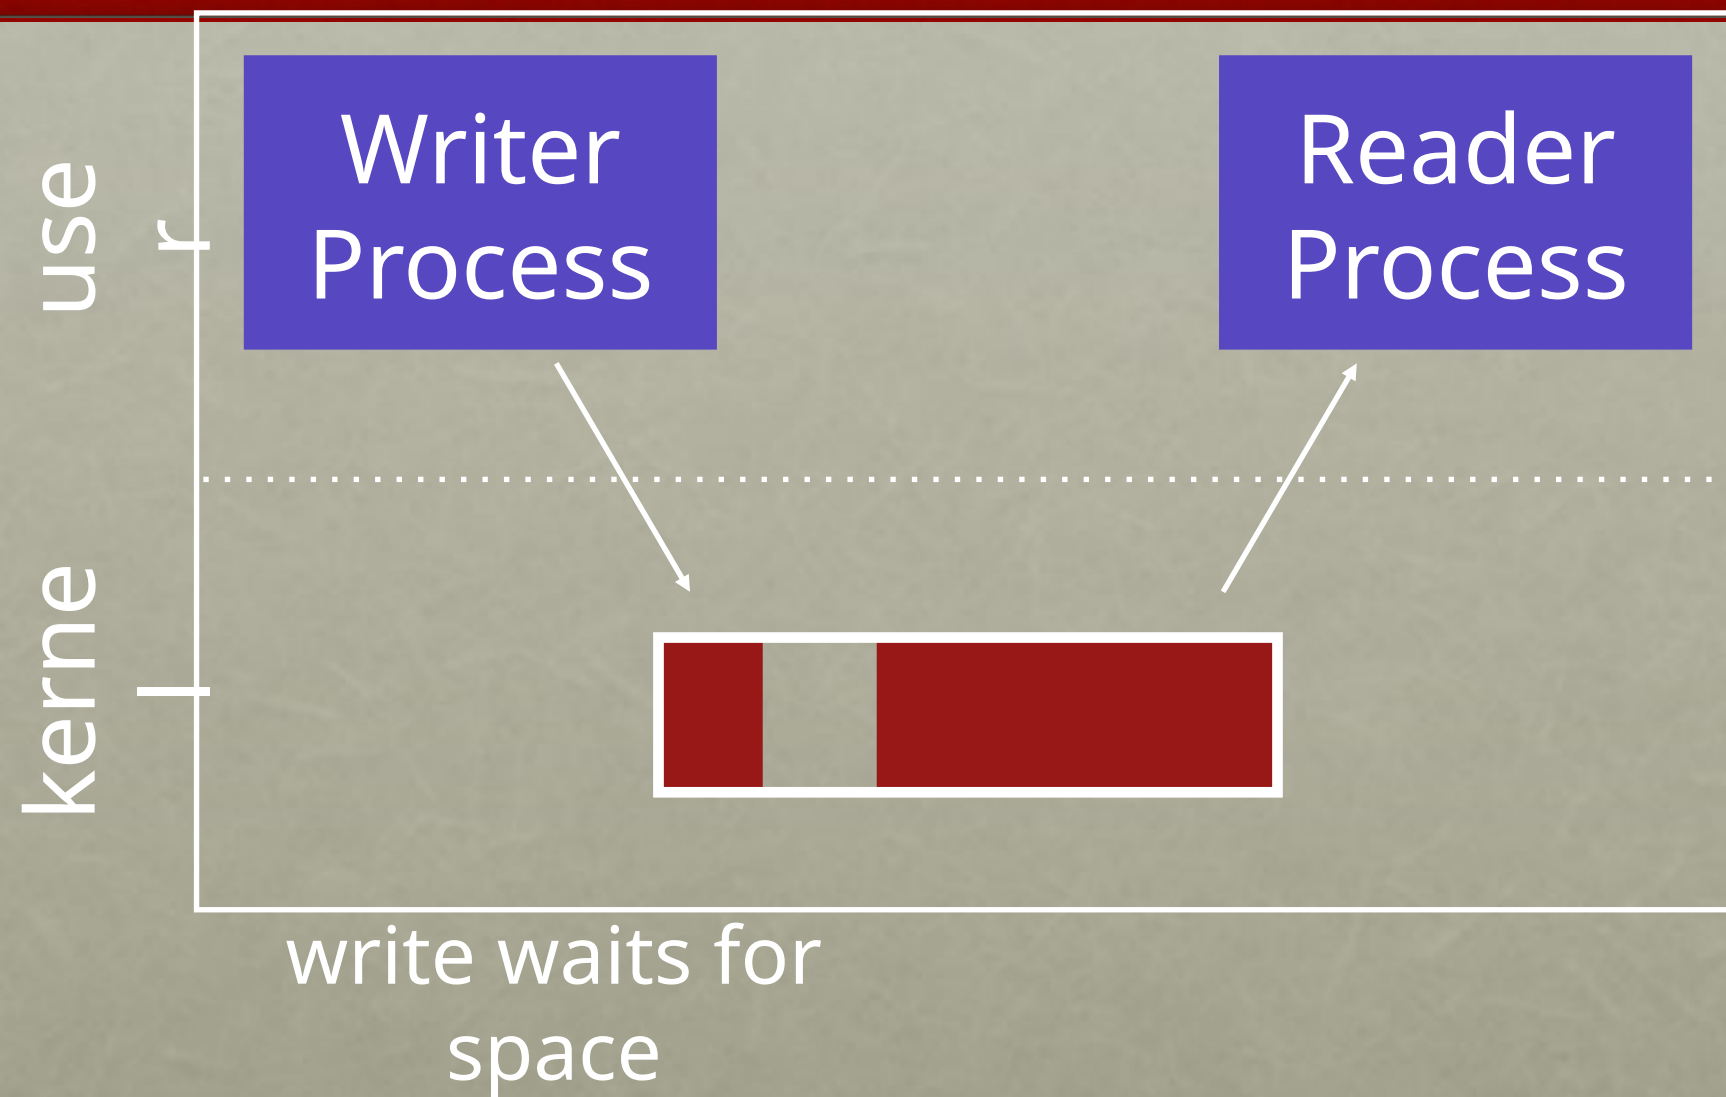 use
r
Writer
Process
Reader
Process
kerne
l
write waits for
space